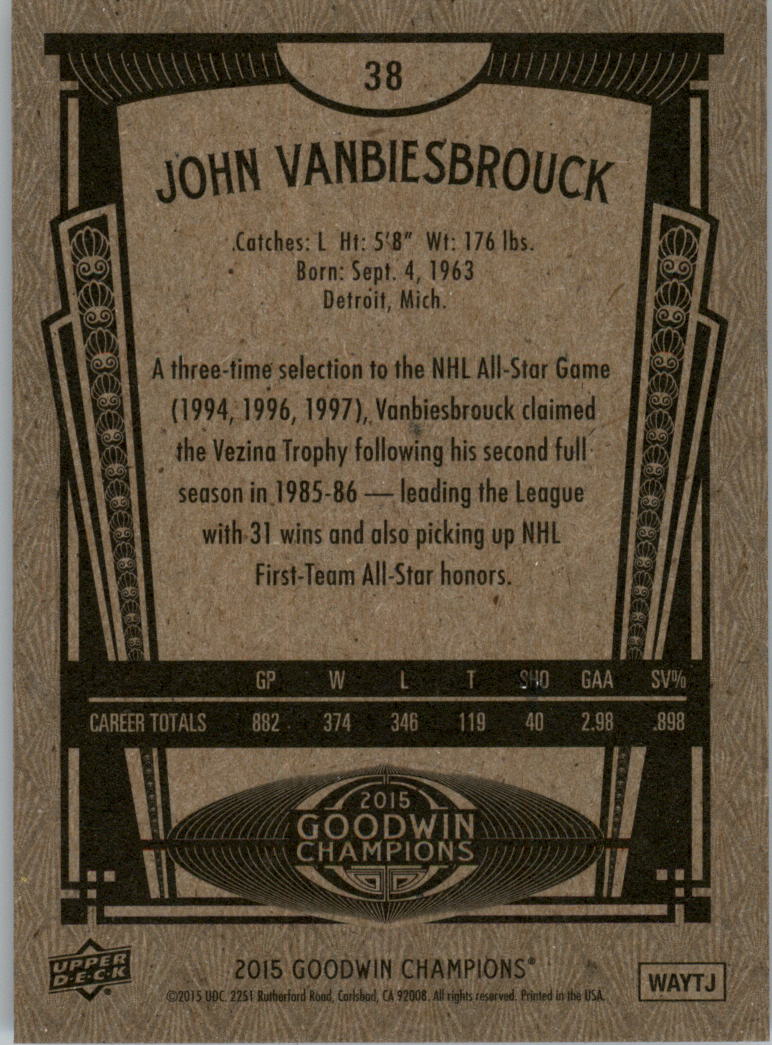 38
JOHN VANBIESBROUCK
Catches: L Ht: 5'8" Wt: 176 lbs.
Born: Sept. 4, 1963
Detroit, Mich.
A three-time selection to the NHL All-Star Game
(1994, 1996, 1997), Vanbiesbrouck claimed
the Vezina Trophy following his second full
season in 1985-86 — leading the League
with 31 wins and also picking up NHL
First-Team All-Star honors.
GP W L T SHO GAA SV%
CAREER TOTALS 882 374 346 119 40 2.98 .898
2015
GOODWIN
CHAMPIONS
UPPER
D·E·C·K
2015 GOODWIN CHAMPIONS®
©2015 UDC. 2251 Rutherford Road, Carlsbad, CA 92008. All rights reserved. Printed in the USA.
WAYTJ